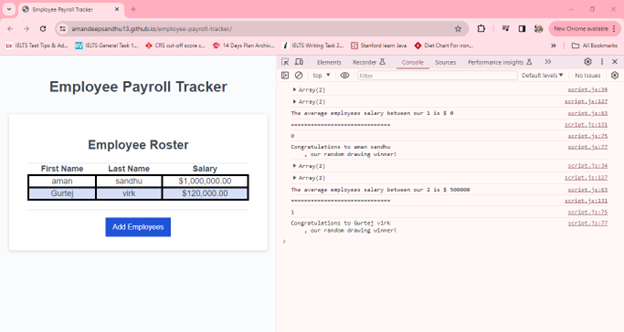 Employee Payroll Tracker
amandeepsandhu13.github.io/employee-payroll-tracker/
New Chrome available
IELTS Test Tips & Ad...
IELTS General Task 1...
CRS cut-off score c...
14 Days Plan Archiv...
IELTS Writing Task 2...
Stanford learn Java
Diet Chart For iron...
All Bookmarks
Employee Payroll Tracker
Employee Roster
First Name Last Name Salary
aman sandhu $1,000,000.00
Gurtej virk $120,000.00
Add Employees
Elements Recorder Console Sources Performance insights
top Filter Default levels No Issues
Array(2) script.js:34
Array(2) script.js:127
The average employees salary between our 1 is $ 0 script.js:63
============================== script.js:131
0 script.js:75
Congratulations to aman sandhu script.js:77
, our random drawing winner!
Array(2) script.js:34
Array(2) script.js:127
The average employees salary between our 2 is $ 500000 script.js:63
============================== script.js:131
1 script.js:75
Congratulations to Gurtej virk script.js:77
, our random drawing winner!